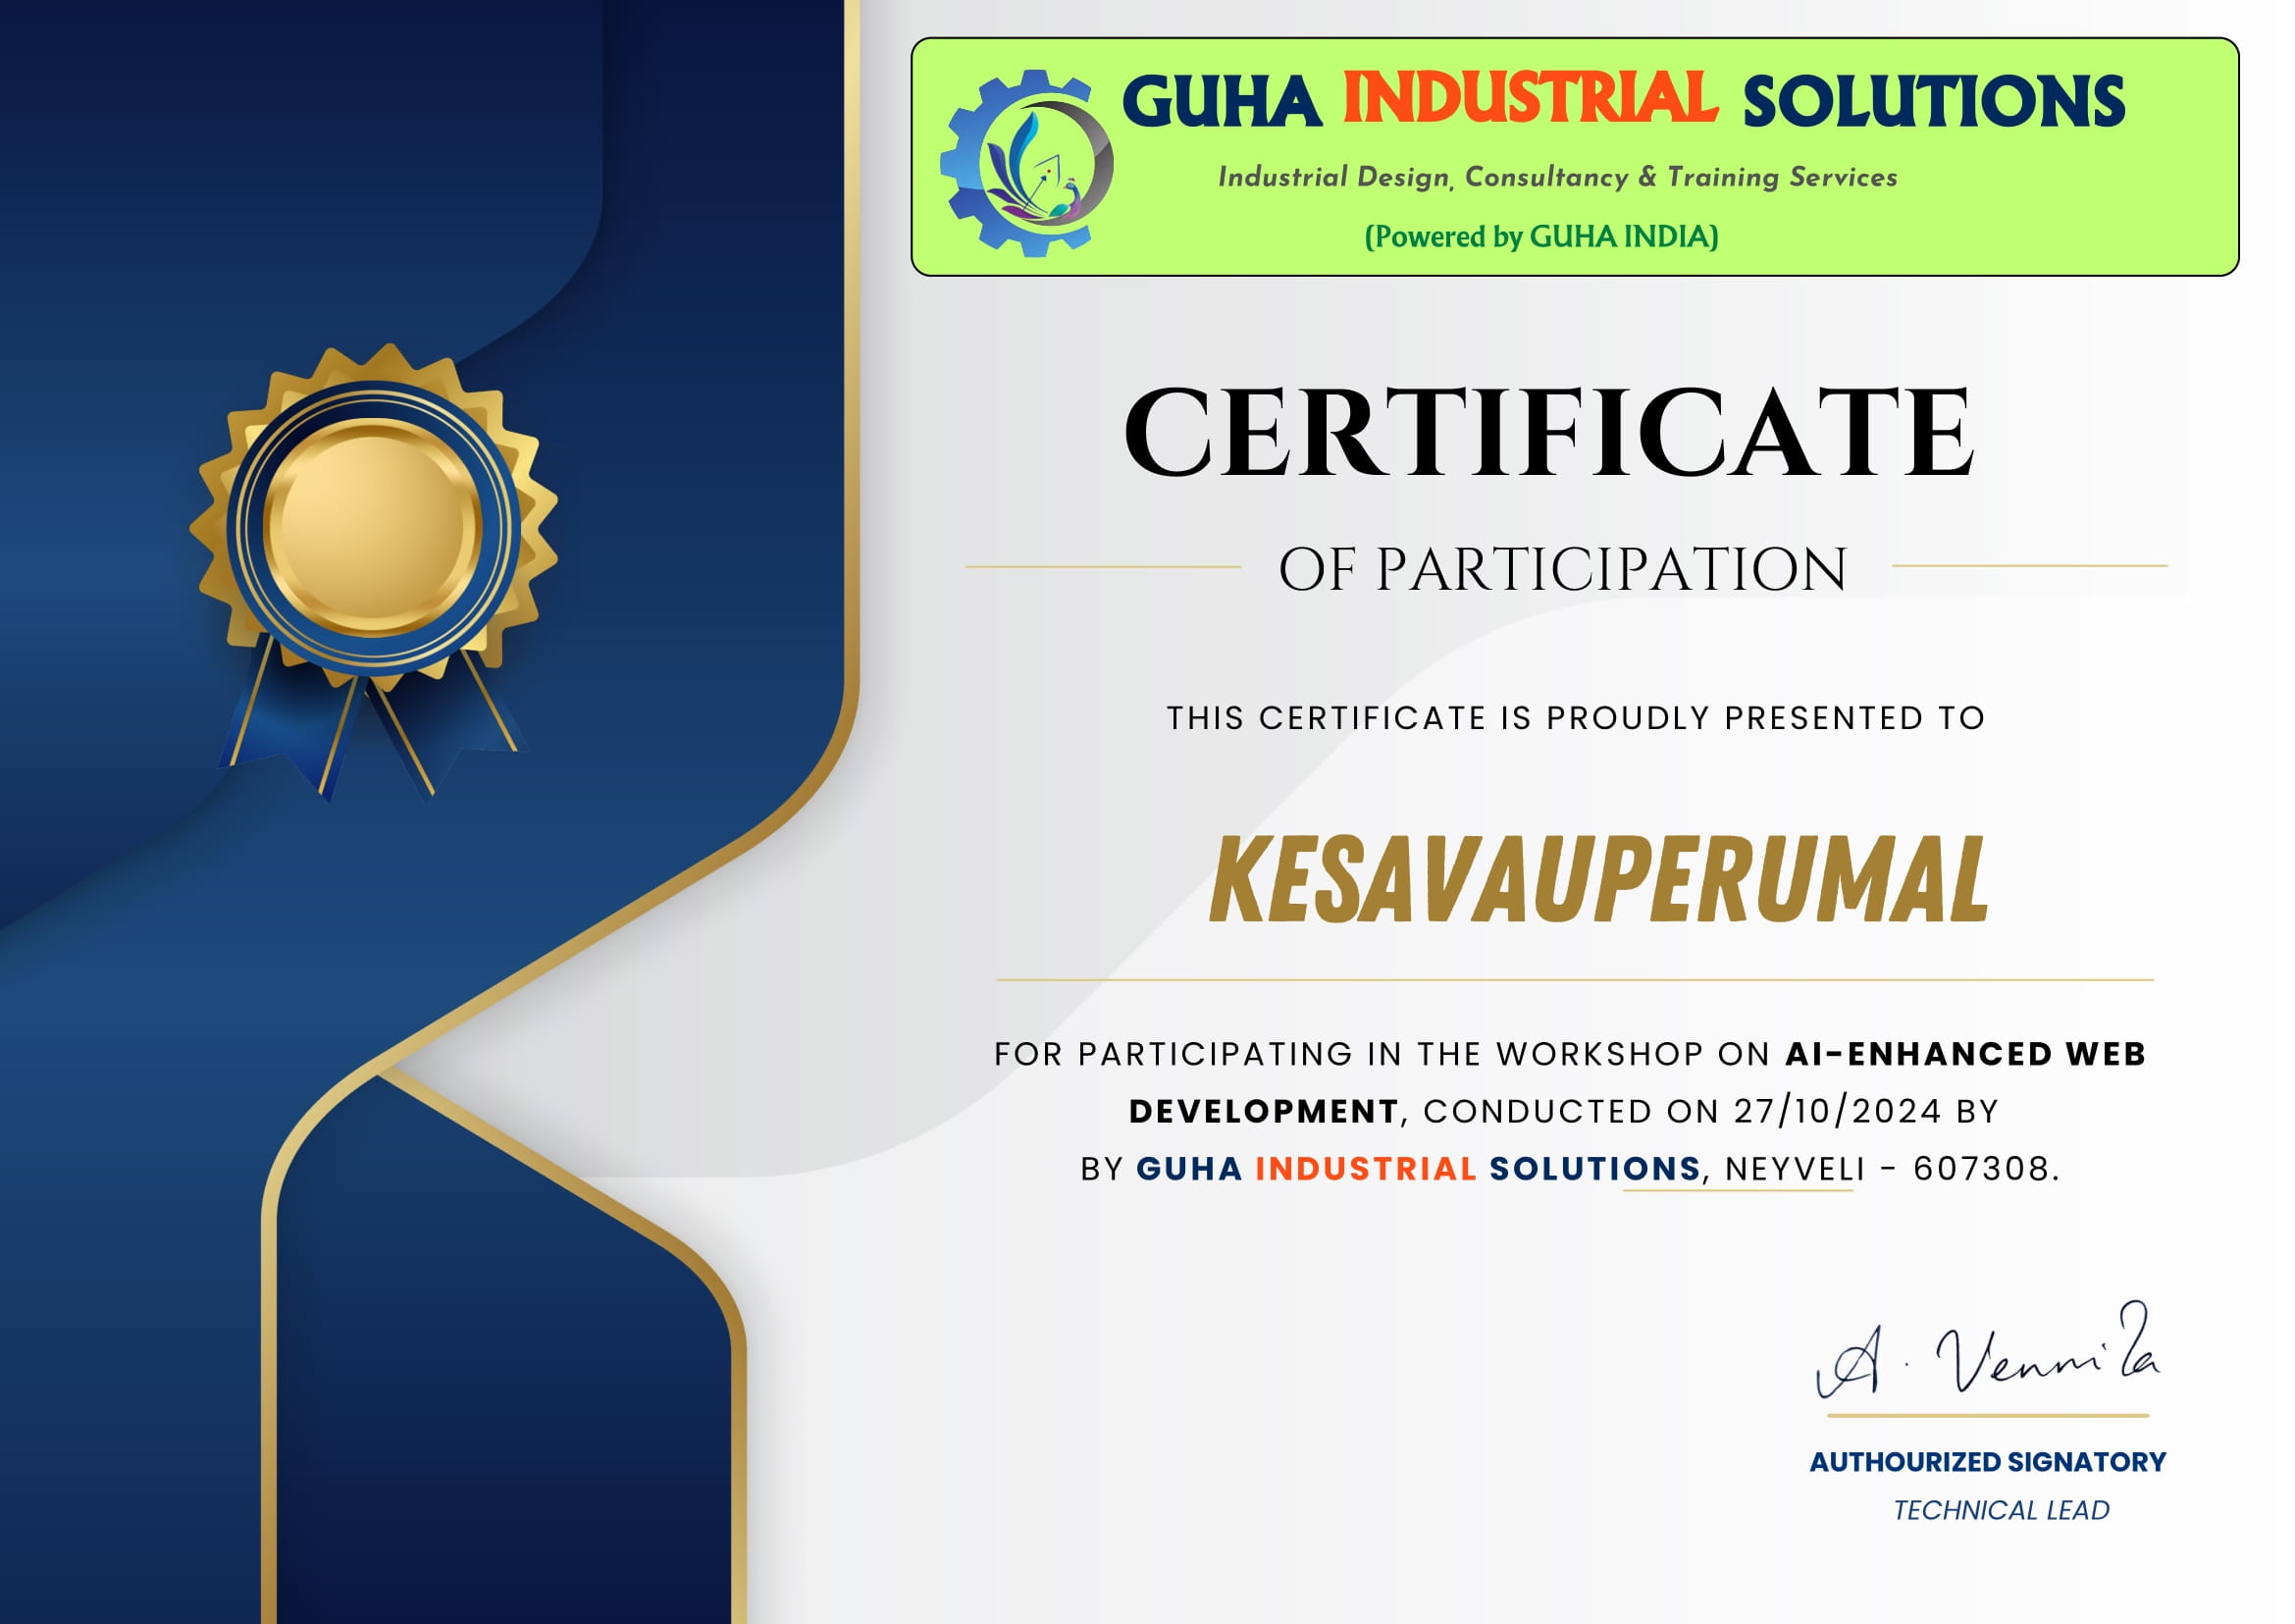 GUHA INDUSTRIAL SOLUTIONS
Industrial Design, Consultancy & Training Services
(Powered by GUHA INDIA)
CERTIFICATE
OF PARTICIPATION
THIS CERTIFICATE IS PROUDLY PRESENTED TO
KESAVAUPERUMAL
FOR PARTICIPATING IN THE WORKSHOP ON AI-ENHANCED WEB
DEVELOPMENT, CONDUCTED ON 27/10/2024 BY
BY GUHA INDUSTRIAL SOLUTIONS, NEYVELI - 607308.
A. Vennila
AUTHOURIZED SIGNATORY
TECHNICAL LEAD